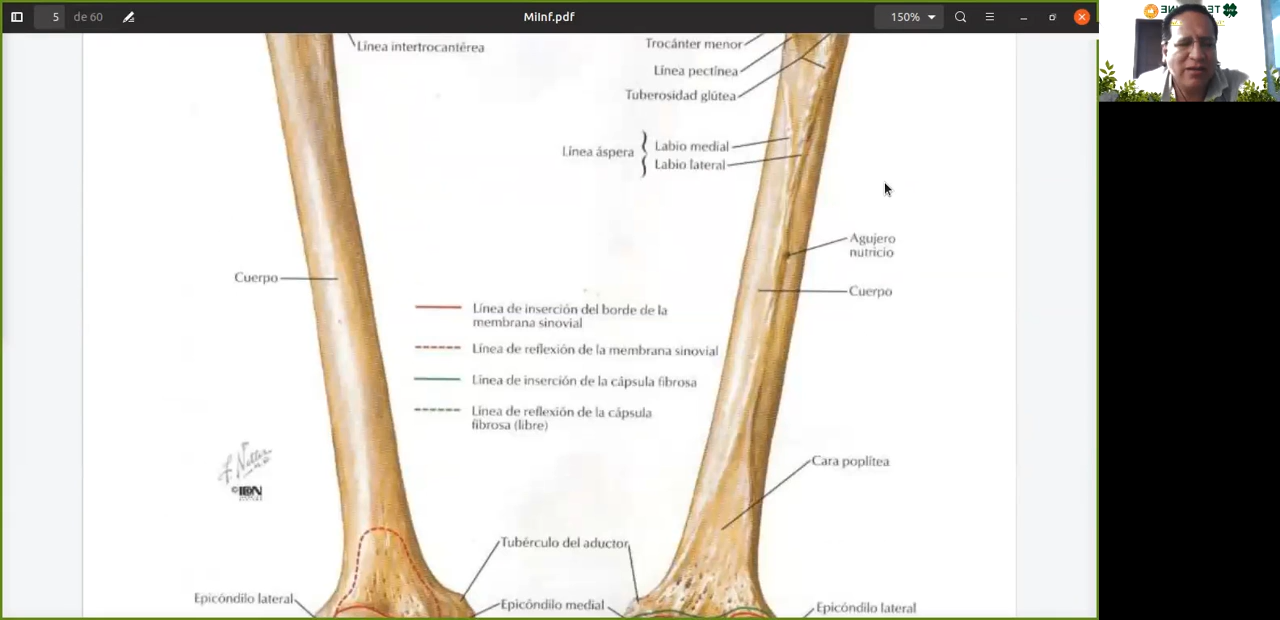 5 de 60
MiInf.pdf
150%
Línea intertrocantérea
Trocánter menor
Línea pectínea
Tuberosidad glútea
Línea áspera
Labio medial
Labio lateral
Agujero
nutricio
Cuerpo
Cuerpo
Línea de inserción del borde de la
membrana sinovial
Línea de reflexión de la membrana sinovial
Línea de inserción de la cápsula fibrosa
Línea de reflexión de la cápsula
fibrosa (libre)
Cara poplítea
Tubérculo del aductor
Epicóndilo lateral
Epicóndilo medial
Epicóndilo lateral